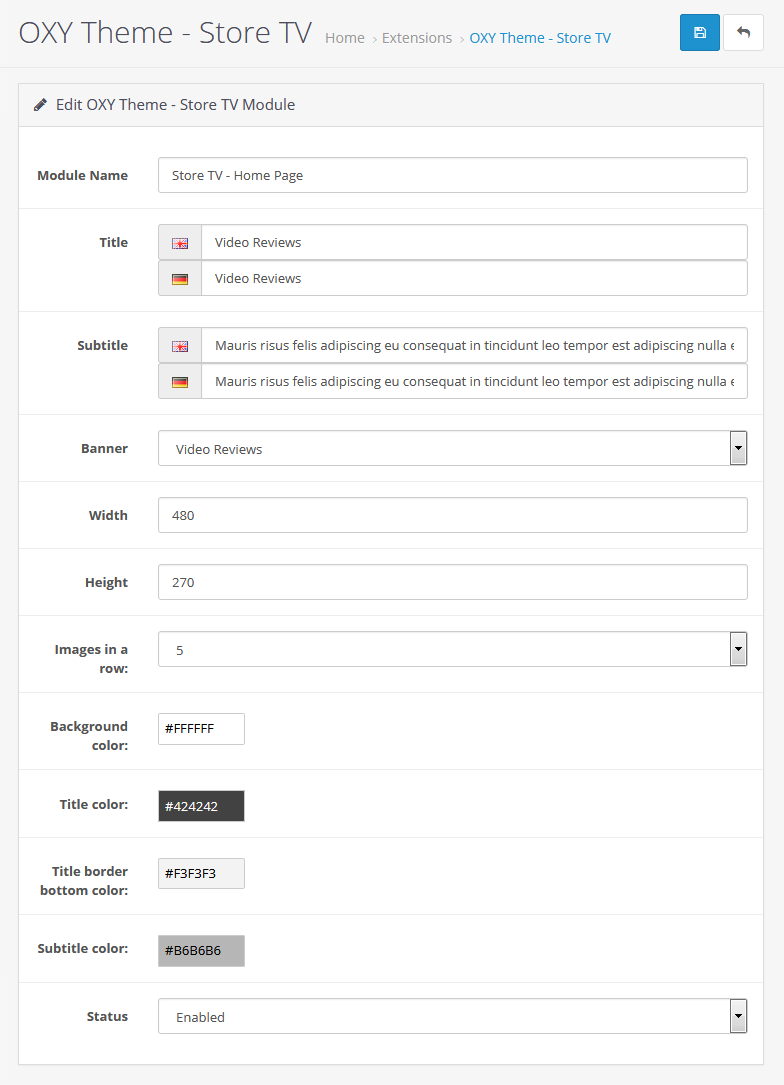 OXY Theme - Store TV Home › Extensions › OXY Theme - Store TV
Edit OXY Theme - Store TV Module
Module Name Store TV - Home Page
Title Video Reviews
Video Reviews
Subtitle Mauris risus felis adipiscing eu consequat in tincidunt leo tempor est adipiscing nulla
Mauris risus felis adipiscing eu consequat in tincidunt leo tempor est adipiscing nulla
Banner Video Reviews
Width 480
Height 270
Images in a 5
row:
Background #FFFFFF
color:
Title color: #424242
Title border #F3F3F3
bottom color:
Subtitle color: #B6B6B6
Status Enabled